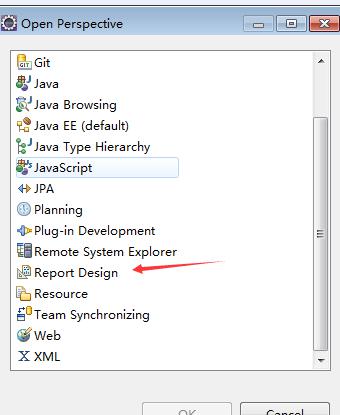 Open Perspective
Git
Java
Java Browsing
Java EE (default)
Java Type Hierarchy
JavaScript
JPA
Planning
Plug-in Development
Remote System Explorer
Report Design
Resource
Team Synchronizing
Web
XML
OK
Cancel